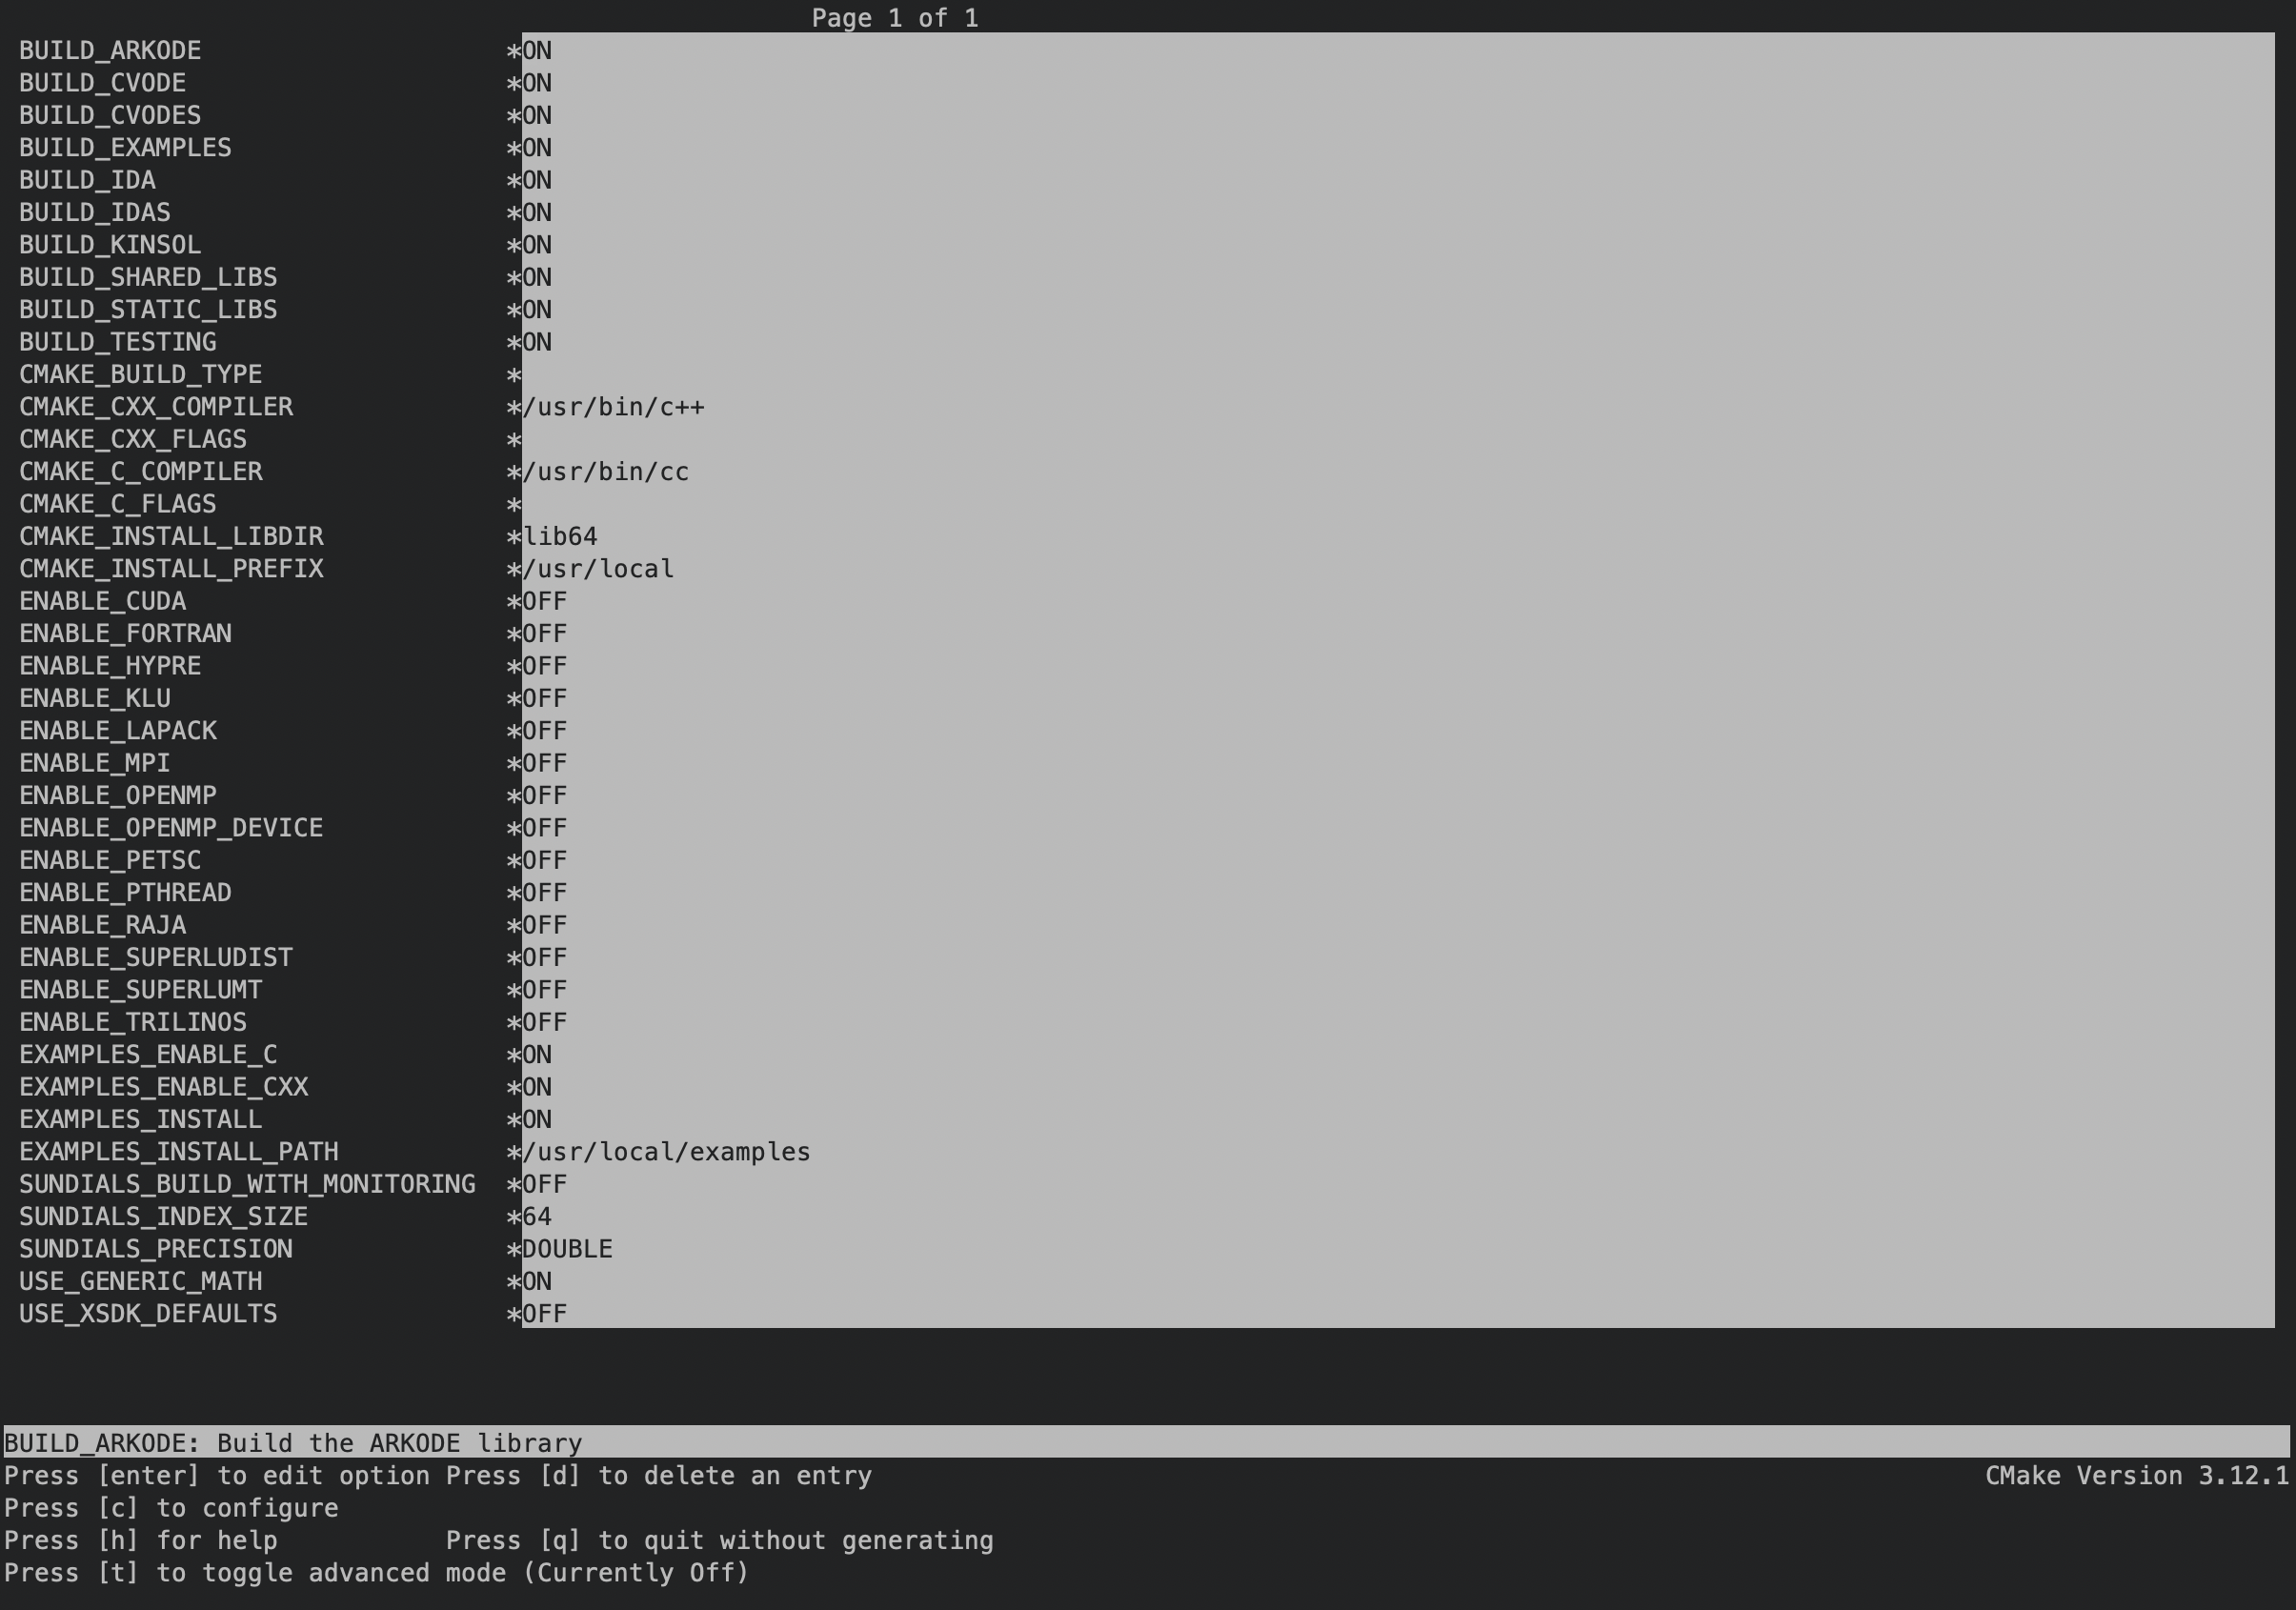 Page 1 of 1
BUILD_ARKODE *ON
BUILD_CVODE *ON
BUILD_CVODES *ON
BUILD_EXAMPLES *ON
BUILD_IDA *ON
BUILD_IDAS *ON
BUILD_KINSOL *ON
BUILD_SHARED_LIBS *ON
BUILD_STATIC_LIBS *ON
BUILD_TESTING *ON
CMAKE_BUILD_TYPE *
CMAKE_CXX_COMPILER */usr/bin/c++
CMAKE_CXX_FLAGS *
CMAKE_C_COMPILER */usr/bin/cc
CMAKE_C_FLAGS *
CMAKE_INSTALL_LIBDIR *lib64
CMAKE_INSTALL_PREFIX */usr/local
ENABLE_CUDA *OFF
ENABLE_FORTRAN *OFF
ENABLE_HYPRE *OFF
ENABLE_KLU *OFF
ENABLE_LAPACK *OFF
ENABLE_MPI *OFF
ENABLE_OPENMP *OFF
ENABLE_OPENMP_DEVICE *OFF
ENABLE_PETSC *OFF
ENABLE_PTHREAD *OFF
ENABLE_RAJA *OFF
ENABLE_SUPERLUDIST *OFF
ENABLE_SUPERLUMT *OFF
ENABLE_TRILINOS *OFF
EXAMPLES_ENABLE_C *ON
EXAMPLES_ENABLE_CXX *ON
EXAMPLES_INSTALL *ON
EXAMPLES_INSTALL_PATH */usr/local/examples
SUNDIALS_BUILD_WITH_MONITORING *OFF
SUNDIALS_INDEX_SIZE *64
SUNDIALS_PRECISION *DOUBLE
USE_GENERIC_MATH *ON
USE_XSDK_DEFAULTS *OFF
BUILD_ARKODE: Build the ARKODE library
Press [enter] to edit option Press [d] to delete an entry CMake Version 3.12.1
Press [c] to configure
Press [h] for help Press [q] to quit without generating
Press [t] to toggle advanced mode (Currently Off)